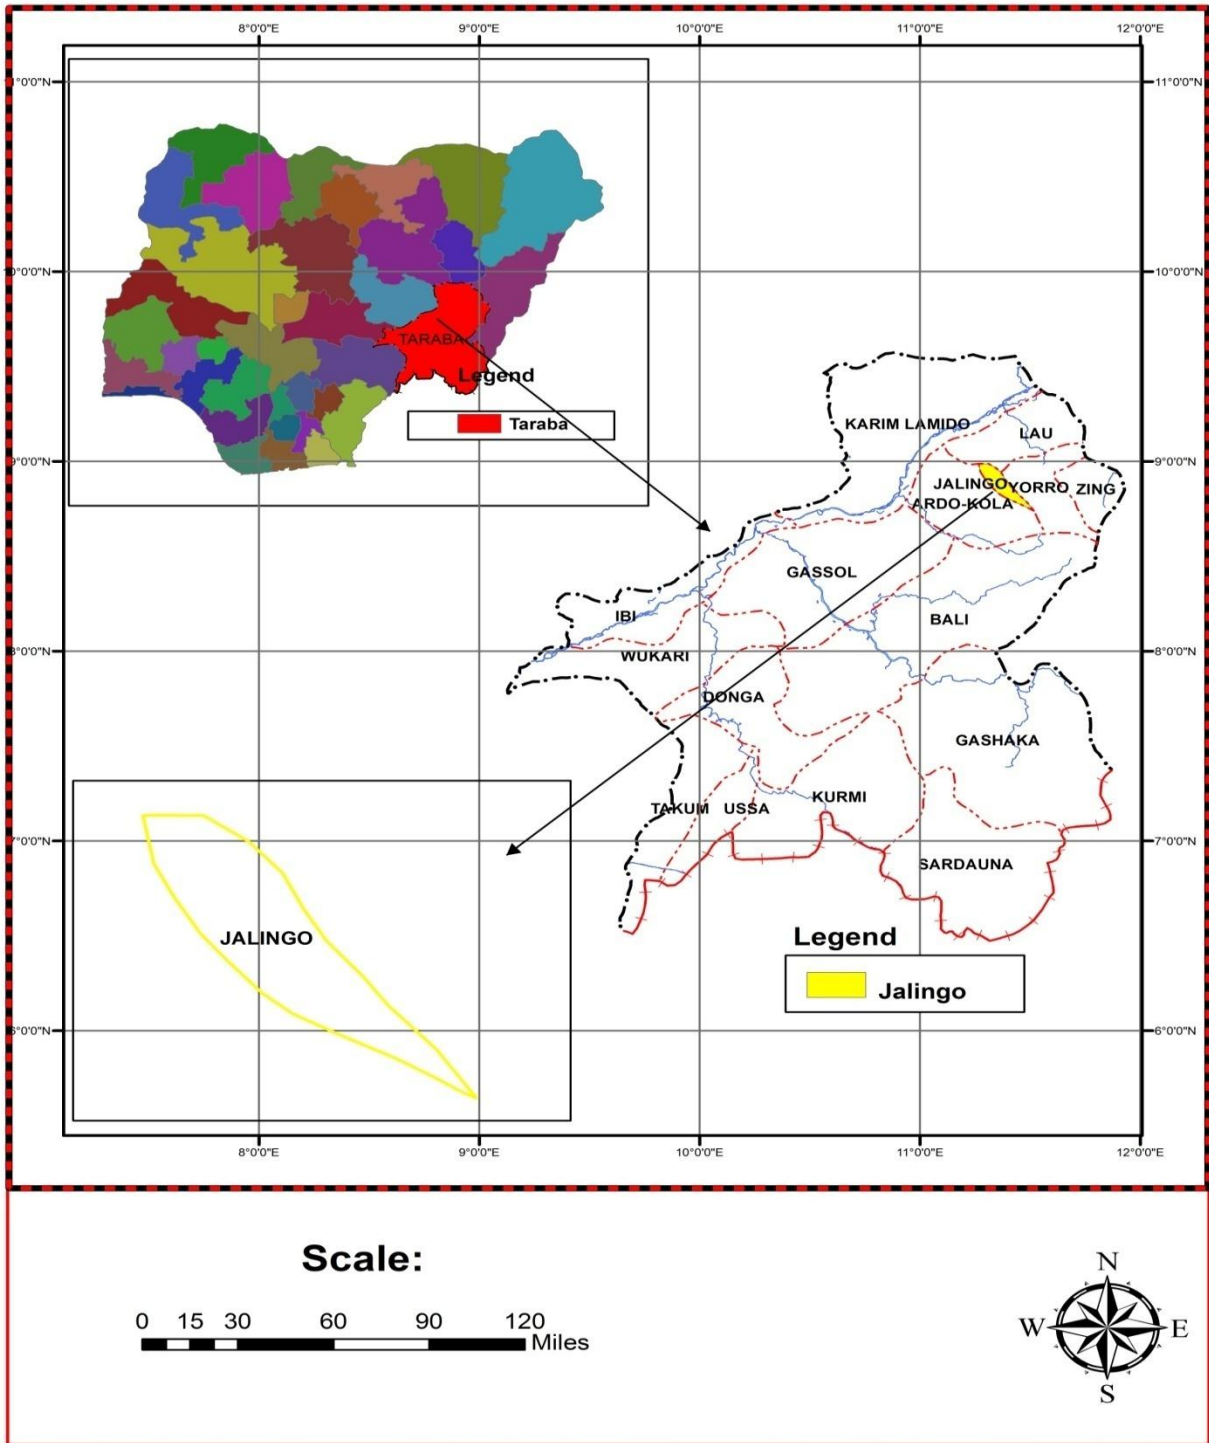 8°0'0"E 9°0'0"E 10°0'0"E 11°0'0"E 12°0'0"E
1°0'0"N 11°0'0"N
10°0'0"N 10°0'0"N
TARABA
Legend
Taraba
KARIM LAMIDO
LAU
9°0'0"N 9°0'0"N
JALINGO YORRO ZING
ARDO-KOLA
GASSOL
IBI
BALI
8°0'0"N 8°0'0"N
WUKARI
DONGA
GASHAKA
TAKUM USSA KURMI
7°0'0"N 7°0'0"N
SARDAUNA
JALINGO
Legend
Jalingo
6°0'0"N 6°0'0"N
8°0'0"E 9°0'0"E 10°0'0"E 11°0'0"E 12°0'0"E
Scale:
0 15 30 60 90 120
Miles
N
W E
S